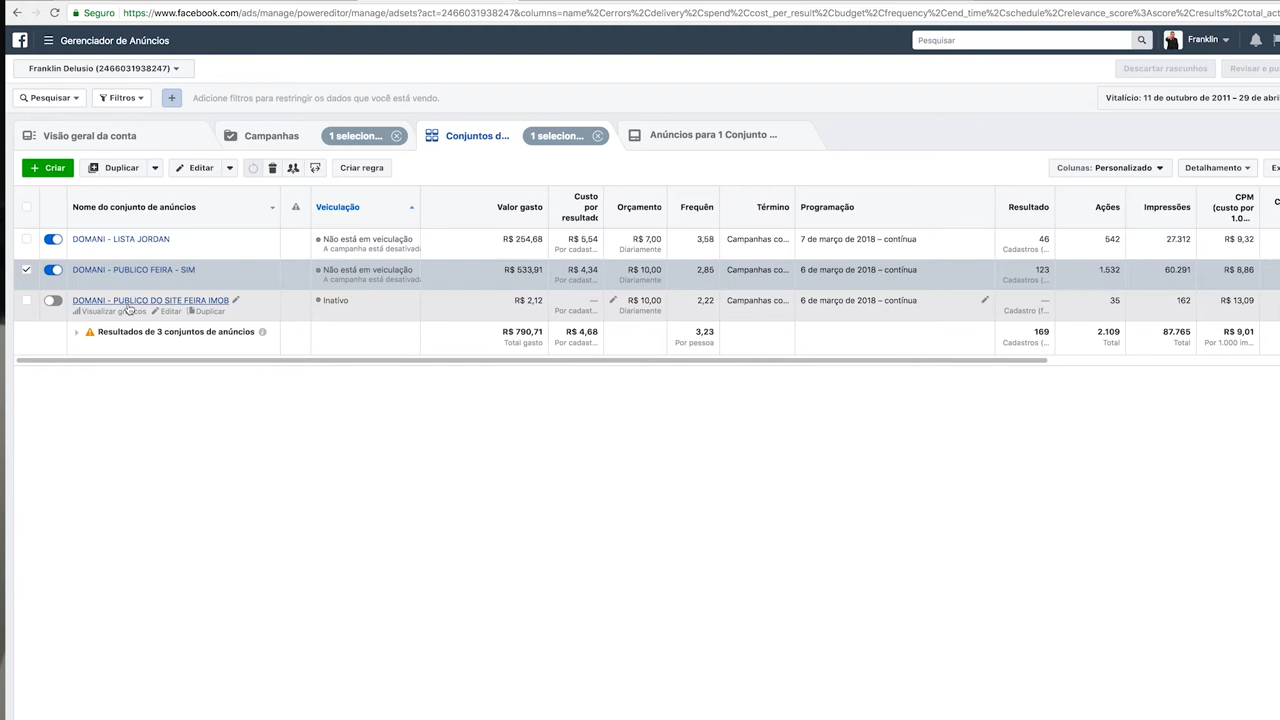 Seguro https://www.facebook.com/ads/manage/powereditor/manage/adsets?act=2466031938247&columns=name%2Cerrors%2Cdelivery%2Cspend%2Ccost_per_result%2Cbudget%2Cfrequency%2Cend_time%2Cschedule%2Crelevance_score%3Ascore%2Cresults%2Ctotal_ac
Gerenciador de Anúncios Pesquisar Franklin
Franklin Delusio (2466031938247) Descartar rascunhos Revisar e pu
Pesquisar Filtros + Adicione filtros para restringir os dados que você está vendo. Vitalício: 11 de outubro de 2011 – 29 de abri
Visão geral da conta Campanhas 1 selecion... Conjuntos d... 1 selecion... Anúncios para 1 Conjunto ...
+ Criar Duplicar Editar Criar regra Colunas: Personalizado Detalhamento Ex
Nome do conjunto de anúncios Veiculação Valor gasto Custo por resultado Orçamento Frequên Término Programação Resultado Ações Impressões CPM (custo por 1.0... C
DOMANI - LISTA JORDAN Não está em veiculação R$ 254,68 R$ 5,54 R$ 7,00 3,58 Campanhas co... 7 de março de 2018 – contínua 46 542 27.312 R$ 9,32
A campanha está desativad Por cadast... Diariamente Cadastros (...
DOMANI - PUBLICO FEIRA - SIM Não está em veiculação R$ 533,91 R$ 4,34 R$ 10,00 2,85 Campanhas co... 6 de março de 2018 – contínua 123 1.532 60.291 R$ 8,86
A campanha está desativad Por cadast... Diariamente Cadastros (...
DOMANI - PUBLICO DO SITE FEIRA IMOB Inativo R$ 2,12 — R$ 10,00 2,22 Campanhas co... 6 de março de 2018 – contínua — 35 162 R$ 13,09
Visualizar gráficos Editar Duplicar Por cadast... Diariamente Cadastro (f...
Resultados de 3 conjuntos de anúncios R$ 790,71 R$ 4,68 3,23 169 2.109 87.765 R$ 9,01
Total gasto Por cadast... Por pessoa Cadastros (... Total Total Por 1.000 im...